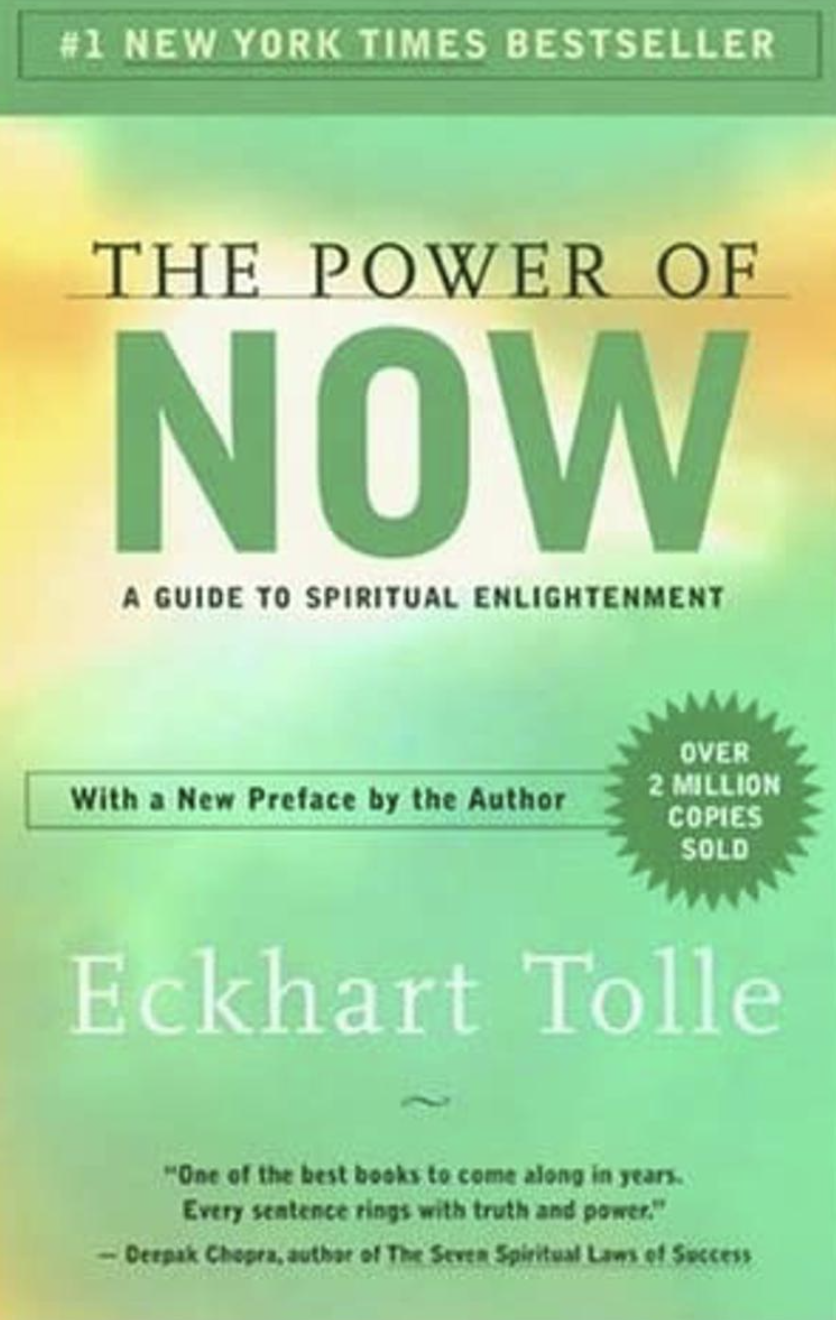 #1 NEW YORK TIMES BESTSELLER
THE POWER OF
NOW
A GUIDE TO SPIRITUAL ENLIGHTENMENT
With a New Preface by the Author
OVER
2 MILLION
COPIES
SOLD
Eckhart Tolle
~
“One of the best books to come along in years.
Every sentence rings with truth and power.”
— Deepak Chopra, author of The Seven Spiritual Laws of Success